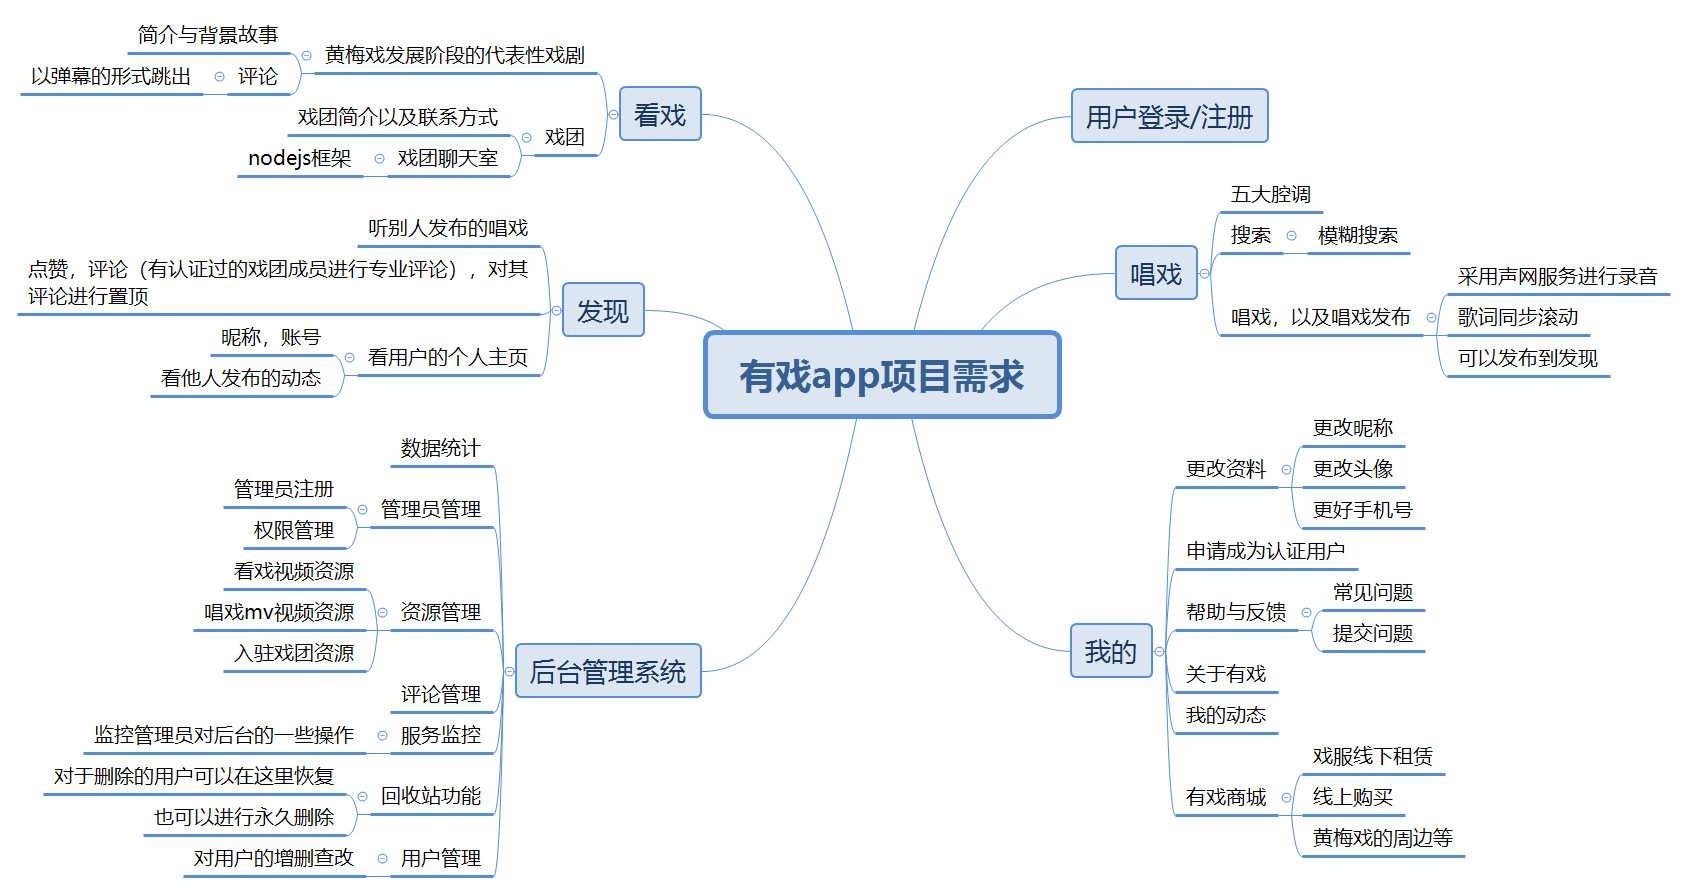 有戏app项目需求
用户登录/注册
唱戏
五大腔调
搜索
模糊搜索
唱戏，以及唱戏发布
采用声网服务进行录音
歌词同步滚动
可以发布到发现
我的
更改资料
更改昵称
更改头像
更好手机号
申请成为认证用户
帮助与反馈
常见问题
提交问题
关于有戏
我的动态
有戏商城
戏服线下租赁
线上购买
黄梅戏的周边等
看戏
黄梅戏发展阶段的代表性戏剧
简介与背景故事
评论
以弹幕的形式跳出
戏团
戏团简介以及联系方式
戏团聊天室
nodejs框架
发现
听别人发布的唱戏
点赞，评论（有认证过的戏团成员进行专业评论），对其
评论进行置顶
看用户的个人主页
昵称，账号
看他人发布的动态
后台管理系统
数据统计
管理员管理
管理员注册
权限管理
资源管理
看戏视频资源
唱戏mv视频资源
入驻戏团资源
评论管理
服务监控
监控管理员对后台的一些操作
回收站功能
对于删除的用户可以在这里恢复
也可以进行永久删除
用户管理
对用户的增删查改